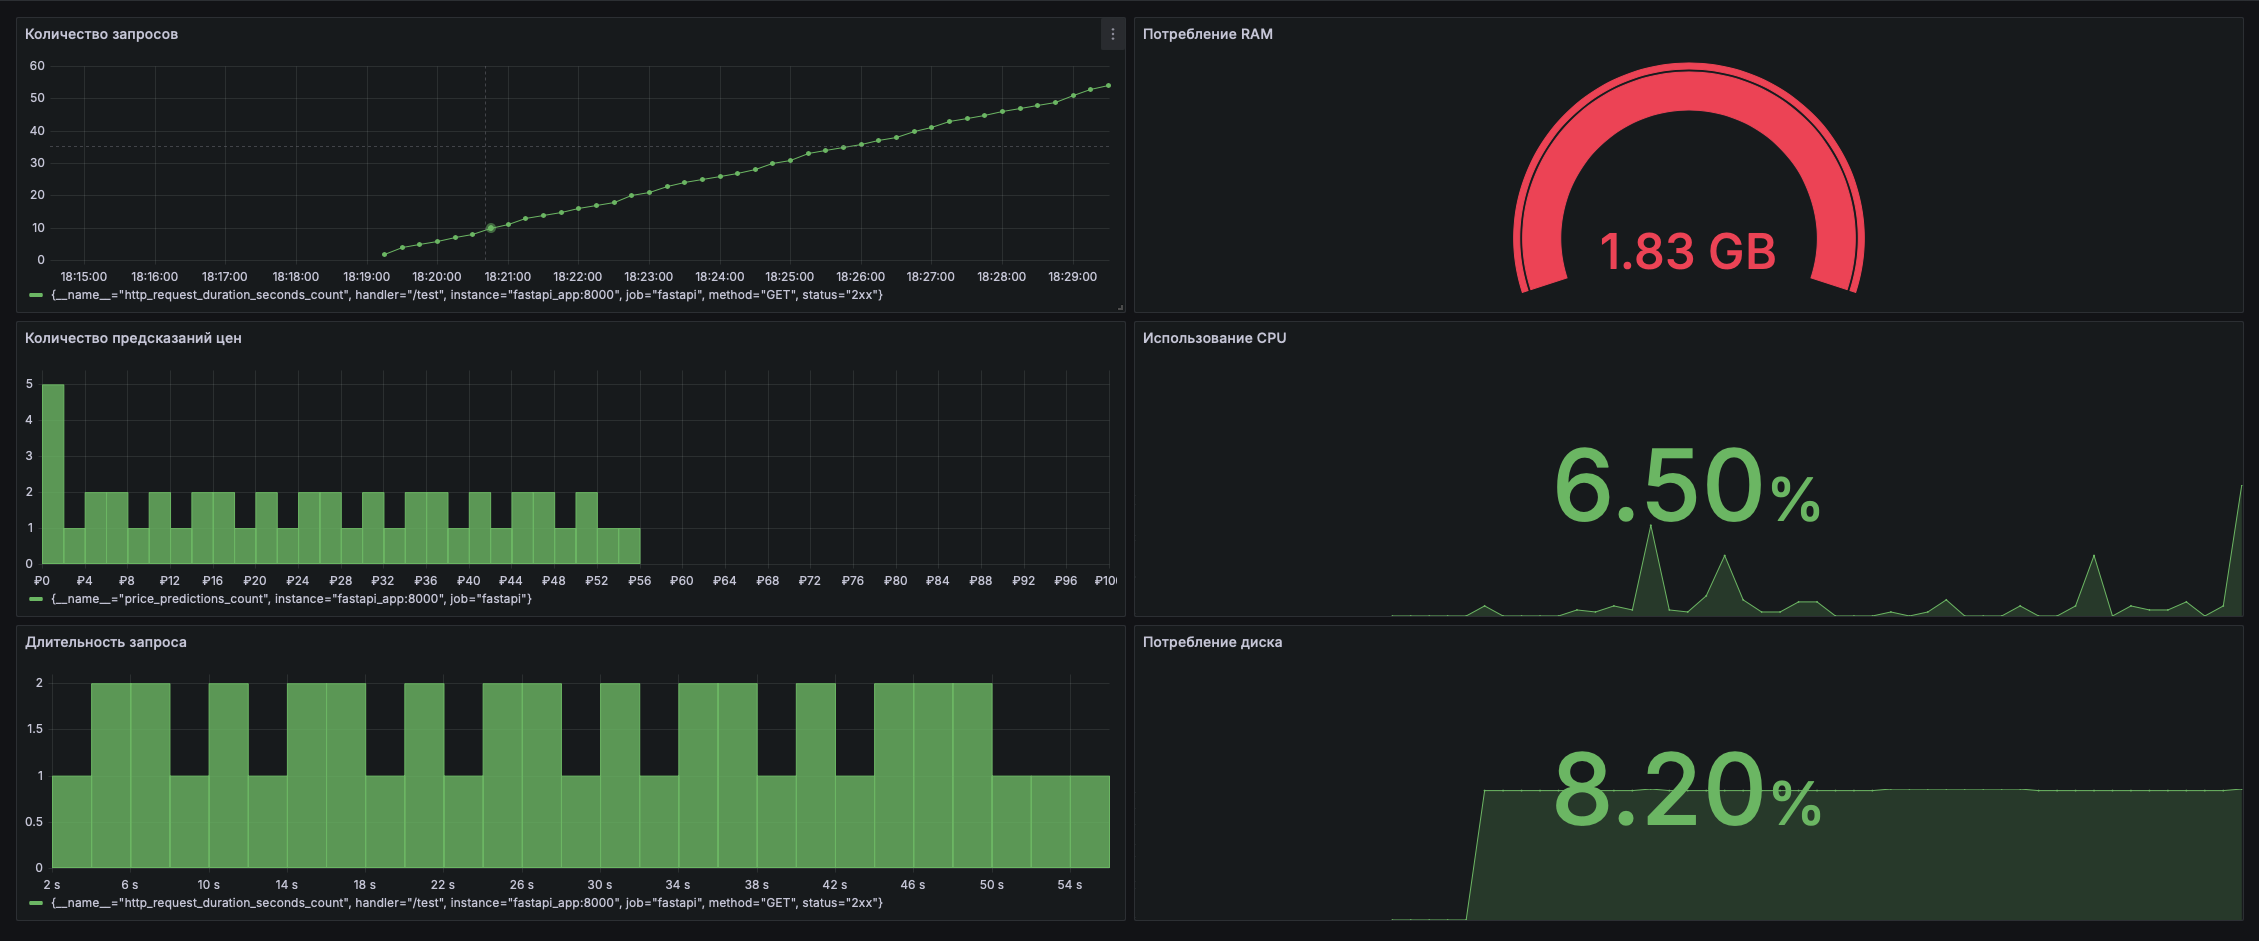 Количество запросов
60
50
40
30
20
10
0
18:15:00 18:16:00 18:17:00 18:18:00 18:19:00 18:20:00 18:21:00 18:22:00 18:23:00 18:24:00 18:25:00 18:26:00 18:27:00 18:28:00 18:29:00
{__name__="http_request_duration_seconds_count", handler="/test", instance="fastapi_app:8000", job="fastapi", method="GET", status="2xx"}
Потребление RAM
1.83 GB
Количество предсказаний цен
5
4
3
2
1
0
₽0 ₽4 ₽8 ₽12 ₽16 ₽20 ₽24 ₽28 ₽32 ₽36 ₽40 ₽44 ₽48 ₽52 ₽56 ₽60 ₽64 ₽68 ₽72 ₽76 ₽80 ₽84 ₽88 ₽92 ₽96 ₽10
{__name__="price_predictions_count", instance="fastapi_app:8000", job="fastapi"}
Использование CPU
6.50%
Длительность запроса
2
1.5
1
0.5
0
2 s 6 s 10 s 14 s 18 s 22 s 26 s 30 s 34 s 38 s 42 s 46 s 50 s 54 s
{__name__="http_request_duration_seconds_count", handler="/test", instance="fastapi_app:8000", job="fastapi", method="GET", status="2xx"}
Потребление диска
8.20%